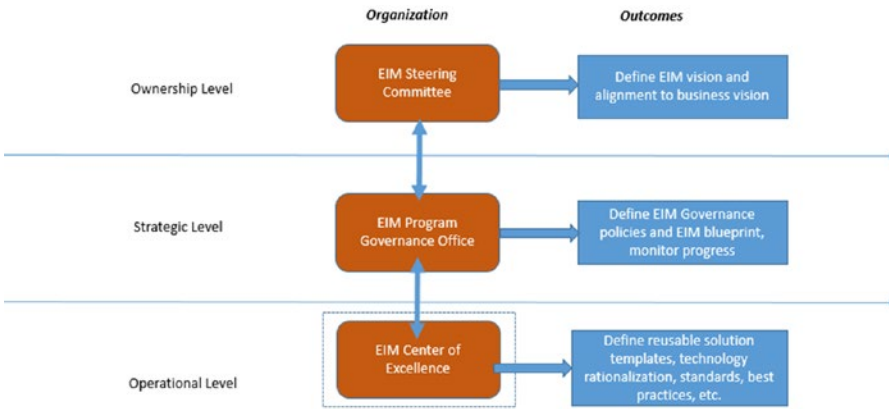 Organization
Outcomes
Ownership Level
EIM Steering
Committee
Define EIM vision and
alignment to business vision
Strategic Level
EIM Program
Governance Office
Define EIM Governance
policies and EIM blueprint,
monitor progress
Operational Level
EIM Center of
Excellence
Define reusable solution
templates, technology
rationalization, standards, best
practices, etc.